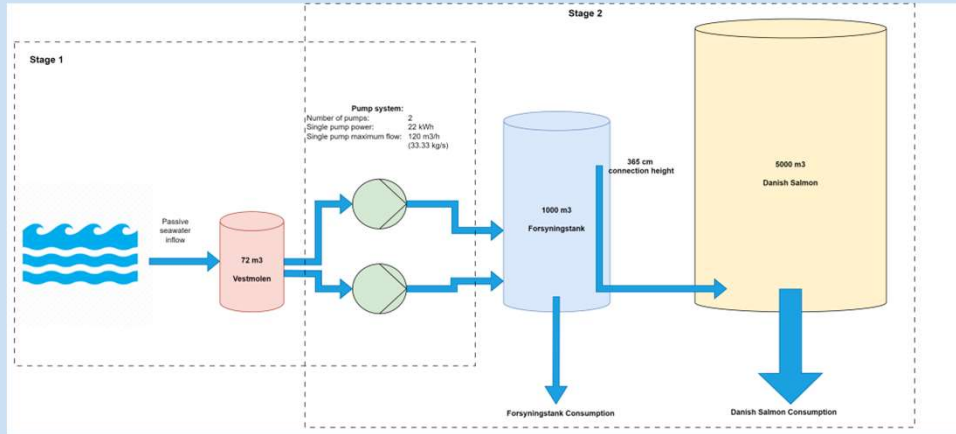 Stage 2
Stage 1
Pump system:
Number of pumps: 2
Single pump power: 22 kWh
Single pump maximum flow: 120 m3/h
(33.33 kg/s)
365 cm
connection height
5000 m3
Danish Salmon
1000 m3
Forsyningstank
Passive
seawater
inflow
72 m3
Vestmolen
Forsyningstank Consumption
Danish Salmon Consumption